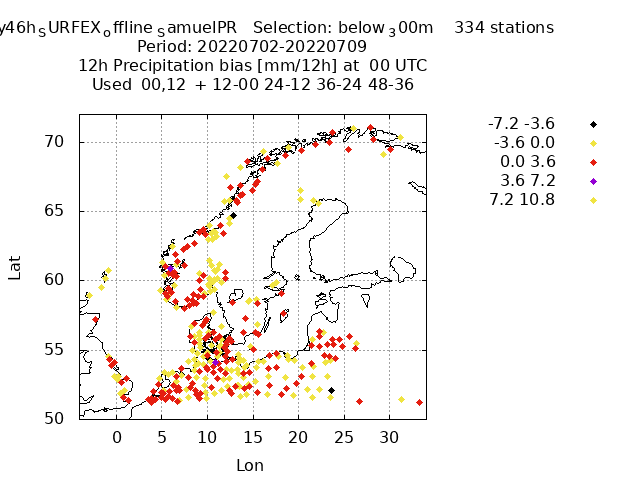 y46h_SURFEX_offline_SamuelPR   Selection: below_300m    334 stations
Period: 20220702-20220709
12h Precipitation bias [mm/12h] at  00 UTC
Used  00,12  + 12-00 24-12 36-24 48-36
-7.2 -3.6
-3.6 0.0
0.0 3.6
3.6 7.2
7.2 10.8
70
65
60
55
50
Lat
0 5 10 15 20 25 30
Lon